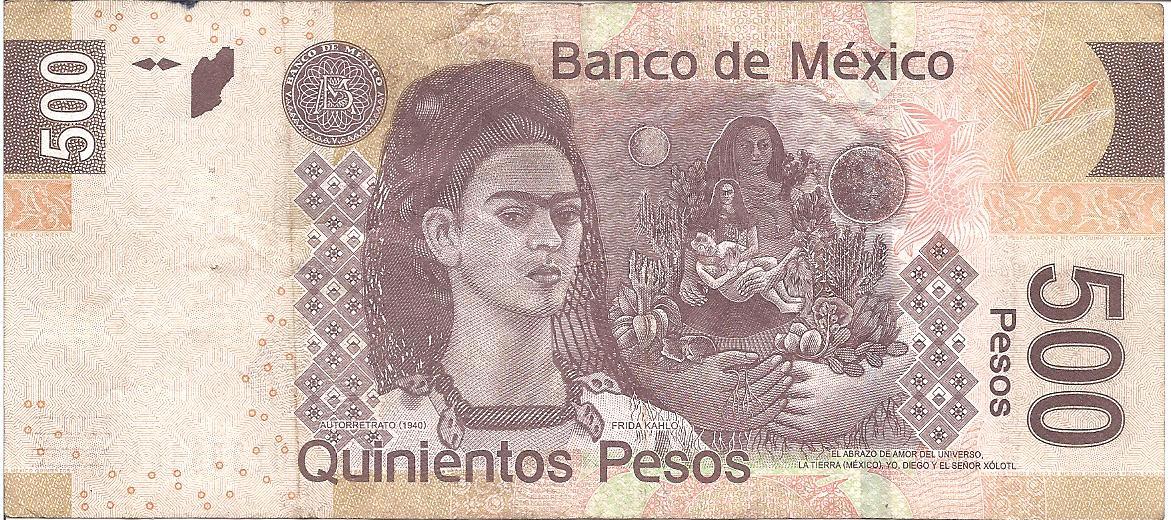 Banco de México
500
BANCO DE MÉXICO
500
Pesos
AUTORRETRATO (1940)
FRIDA KAHLO
Quinientos Pesos
EL ABRAZO DE AMOR DEL UNIVERSO,
LA TIERRA (MÉXICO), YO, DIEGO Y EL SEÑOR XÓLOTL